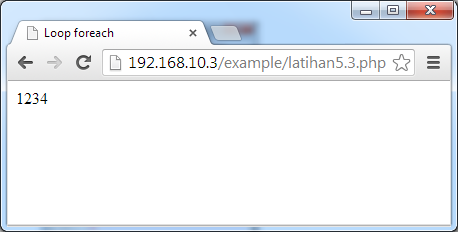 Loop foreach
192.168.10.3/example/latihan5.3.php
1234